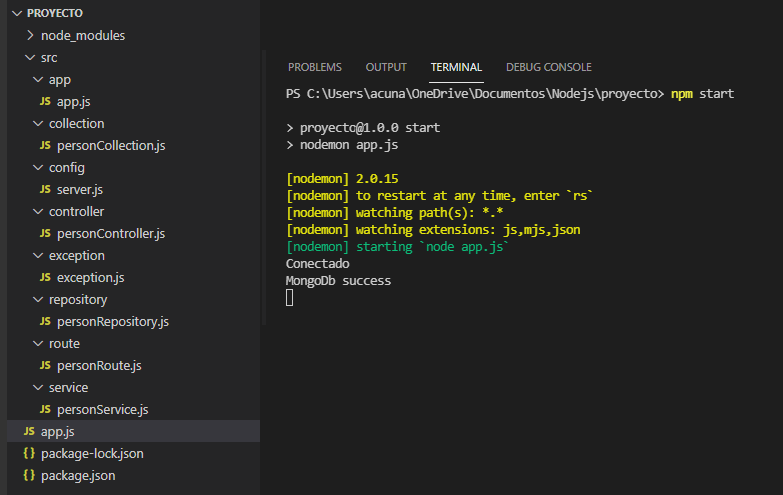 PROYECTO
node_modules
src
app
JS app.js
collection
JS personCollection.js
config
JS server.js
controller
JS personController.js
exception
JS exception.js
repository
JS personRepository.js
route
JS personRoute.js
service
JS personService.js
JS app.js
{ } package-lock.json
{ } package.json
PROBLEMS OUTPUT TERMINAL DEBUG CONSOLE
PS C:\Users\acuna\OneDrive\Documentos\Nodejs\proyecto> npm start
> proyecto@1.0.0 start
> nodemon app.js
[nodemon] 2.0.15
[nodemon] to restart at any time, enter `rs`
[nodemon] watching path(s): *.*
[nodemon] watching extensions: js,mjs,json
[nodemon] starting `node app.js`
Conectado
MongoDb success